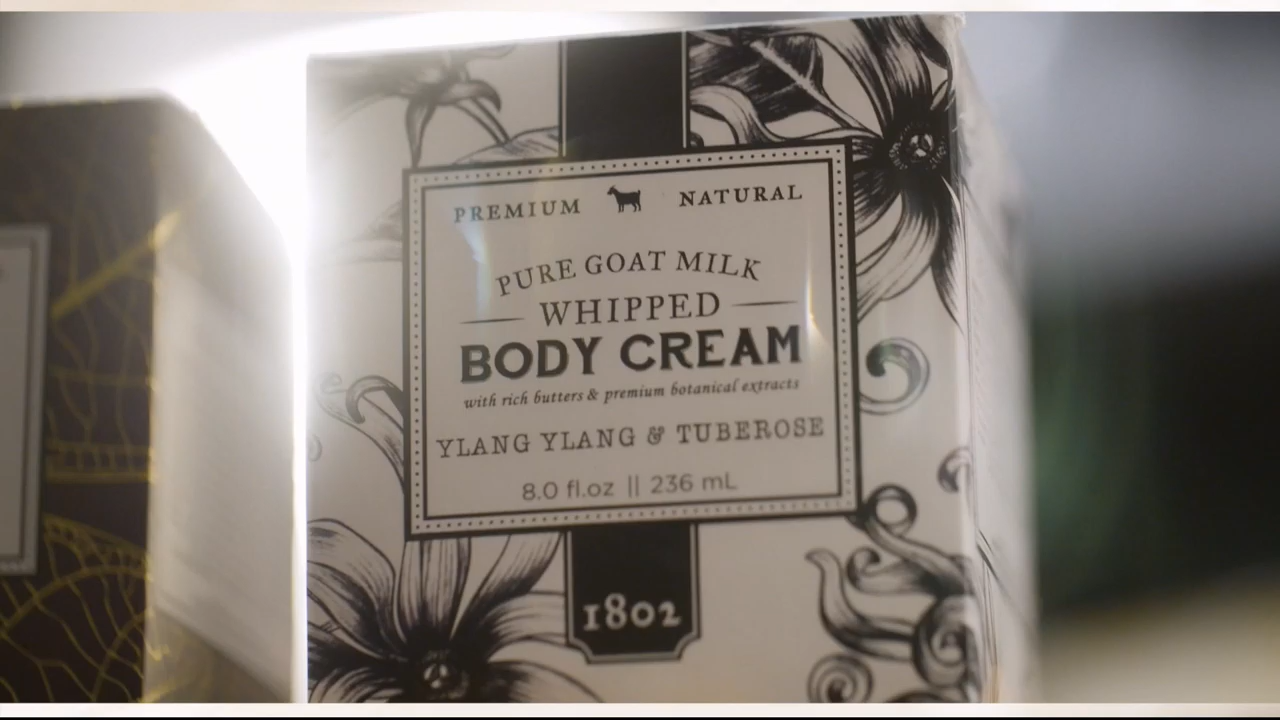 PREMIUM NATURAL
PURE GOAT MILK
WHIPPED
BODY CREAM
with rich butters & premium botanical extracts
YLANG YLANG & TUBEROSE
8.0 fl.oz || 236 mL
1802